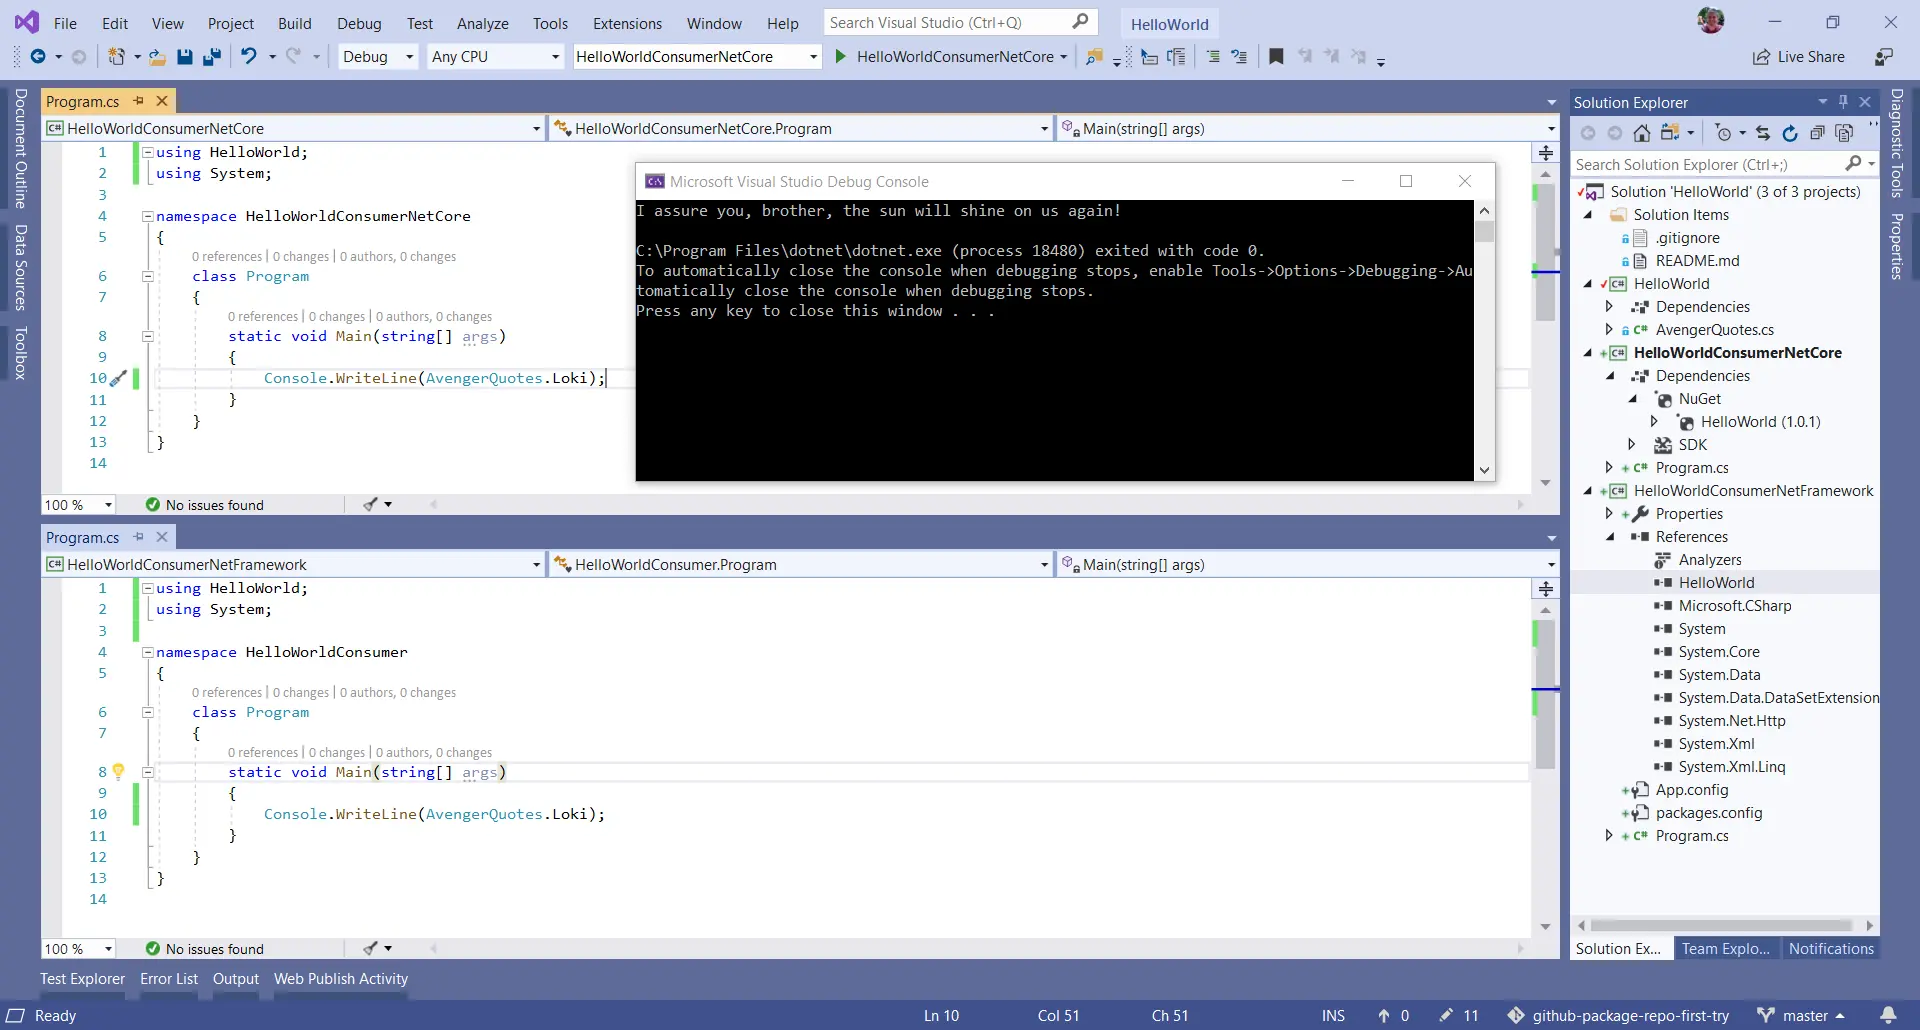 File Edit View Project Build Debug Test Analyze Tools Extensions Window Help Search Visual Studio (Ctrl+Q) HelloWorld
Debug Any CPU HelloWorldConsumerNetCore HelloWorldConsumerNetCore Live Share
Document Outline
Data Sources
Toolbox
Program.cs
HelloWorldConsumerNetCore HelloWorldConsumerNetCore.Program Main(string[] args)
1 using HelloWorld;
2 using System;
3
4 namespace HelloWorldConsumerNetCore
5 {
0 references | 0 changes | 0 authors, 0 changes
6 class Program
7 {
0 references | 0 changes | 0 authors, 0 changes
8 static void Main(string[] args)
9 {
10 Console.WriteLine(AvengerQuotes.Loki);
11 }
12 }
13 }
14
100 % No issues found
Microsoft Visual Studio Debug Console
I assure you, brother, the sun will shine on us again!
C:\Program Files\dotnet\dotnet.exe (process 18480) exited with code 0.
To automatically close the console when debugging stops, enable Tools->Options->Debugging->Au
tomatically close the console when debugging stops.
Press any key to close this window . . .
Program.cs
HelloWorldConsumerNetFramework HelloWorldConsumer.Program Main(string[] args)
1 using HelloWorld;
2 using System;
3
4 namespace HelloWorldConsumer
5 {
0 references | 0 changes | 0 authors, 0 changes
6 class Program
7 {
0 references | 0 changes | 0 authors, 0 changes
8 static void Main(string[] args)
9 {
10 Console.WriteLine(AvengerQuotes.Loki);
11 }
12 }
13 }
14
100 % No issues found
Solution Explorer
Search Solution Explorer (Ctrl+;)
Solution 'HelloWorld' (3 of 3 projects)
Solution Items
.gitignore
README.md
C# HelloWorld
Dependencies
C# AvengerQuotes.cs
C# HelloWorldConsumerNetCore
Dependencies
NuGet
HelloWorld (1.0.1)
SDK
C# Program.cs
C# HelloWorldConsumerNetFramework
Properties
References
Analyzers
HelloWorld
Microsoft.CSharp
System
System.Core
System.Data
System.Data.DataSetExtension
System.Net.Http
System.Xml
System.Xml.Linq
App.config
packages.config
C# Program.cs
Solution Ex... Team Explo... Notifications
Diagnostic Tools
Properties
Test Explorer Error List Output Web Publish Activity
Ready Ln 10 Col 51 Ch 51 INS 0 11 github-package-repo-first-try master